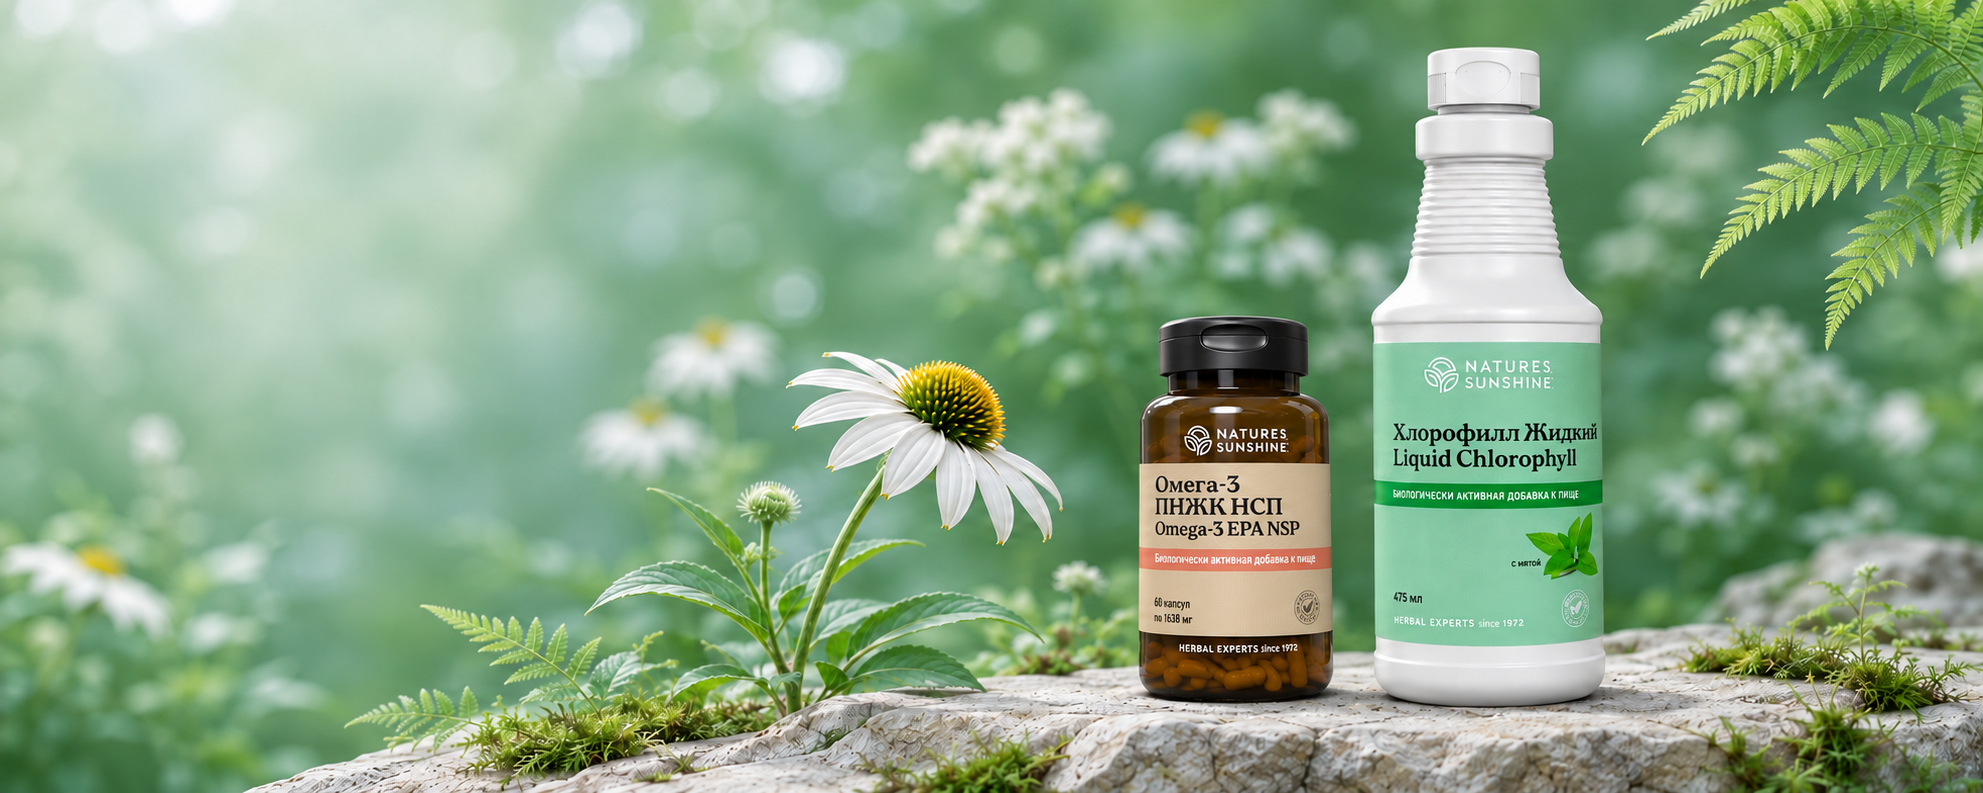 NATURES
SUNSHINE
Омега-3
ПНЖК НСП
Omega-3 EPA NSP
Биологически активная добавка к пище
60 капсул
по 1638 мг
HERBAL EXPERTS since 1972
NATURES
SUNSHINE
Хлорофилл Жидкий
Liquid Chlorophyll
БИОЛОГИЧЕСКИ АКТИВНАЯ ДОБАВКА К ПИЩЕ
С МЯТОЙ
475 мл
HERBAL EXPERTS since 1972